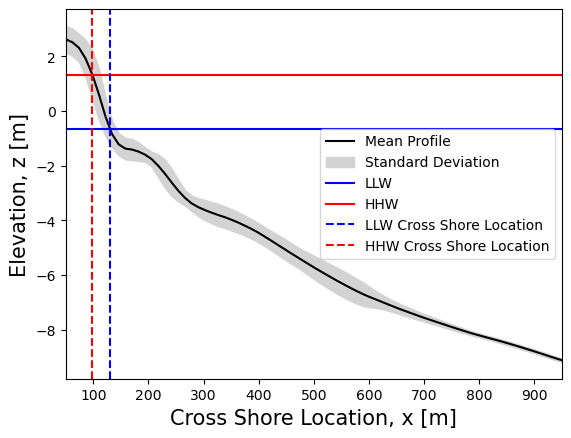 2
0
−2
−4
−6
−8
Elevation, z [m]
Mean Profile
Standard Deviation
LLW
HHW
LLW Cross Shore Location
HHW Cross Shore Location
100 200 300 400 500 600 700 800 900
Cross Shore Location, x [m]